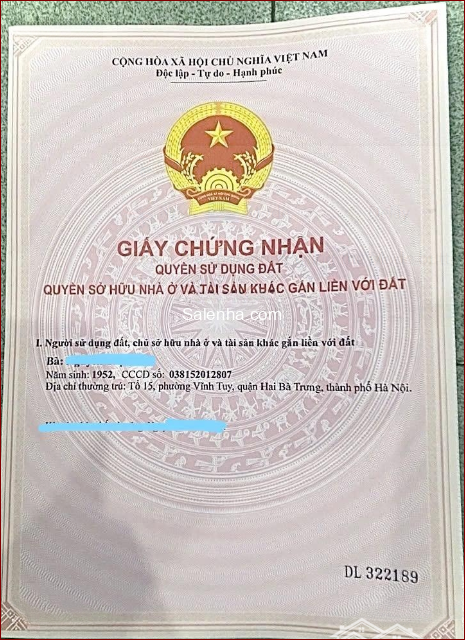 CỘNG HÒA XÃ HỘI CHỦ NGHĨA VIỆT NAM
Độc lập - Tự do - Hạnh phúc
VIỆT NAM
GIẤY CHỨNG NHẬN
QUYỀN SỬ DỤNG ĐẤT
QUYỀN SỞ HỮU NHÀ Ở VÀ TÀI SẢN KHÁC GẮN LIỀN VỚI ĐẤT
Salenha.com
I. Người sử dụng đất, chủ sở hữu nhà ở và tài sản khác gắn liền với đất
Bà:
Năm sinh: 1952, CCCD số: 038152012807
Địa chỉ thường trú: Tổ 15, phường Vĩnh Tuy, quận Hai Bà Trưng, thành phố Hà Nội.
DL 322189